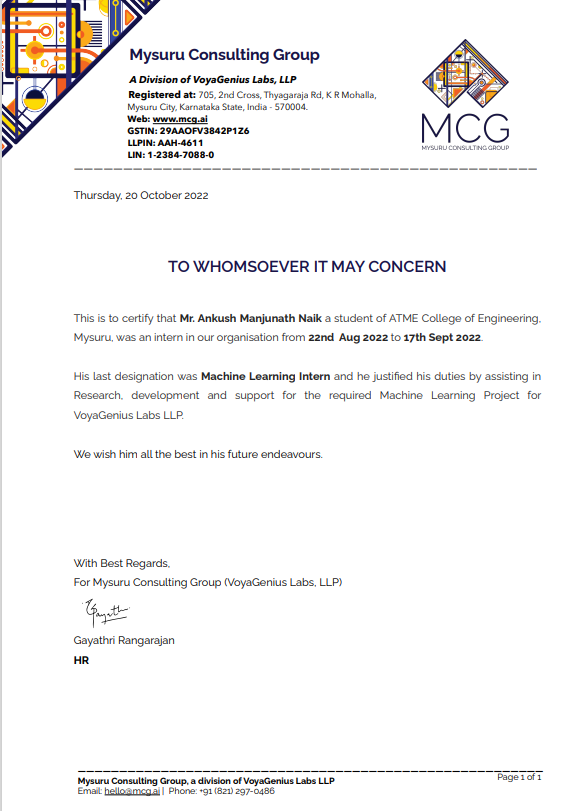 Mysuru Consulting Group
A Division of VoyaGenius Labs, LLP
Registered at: 705, 2nd Cross, Thyagaraja Rd, K R Mohalla,
Mysuru City, Karnataka State, India - 570004.
Web: www.mcg.ai
GSTIN: 29AAOFV3842P1Z6
LLPIN: AAH-4611
LIN: 1-2384-7088-0
MCG
MYSURU CONSULTING GROUP
Thursday, 20 October 2022
TO WHOMSOEVER IT MAY CONCERN
This is to certify that Mr. Ankush Manjunath Naik a student of ATME College of Engineering,
Mysuru, was an intern in our organisation from 22nd Aug 2022 to 17th Sept 2022.
His last designation was Machine Learning Intern and he justified his duties by assisting in
Research, development and support for the required Machine Learning Project for
VoyaGenius Labs LLP.
We wish him all the best in his future endeavours.
With Best Regards,
For Mysuru Consulting Group (VoyaGenius Labs, LLP)
Gayathri Rangarajan
HR
Mysuru Consulting Group, a division of VoyaGenius Labs LLP
Email: hello@mcg.ai | Phone: +91 (821) 297-0486
Page 1 of 1